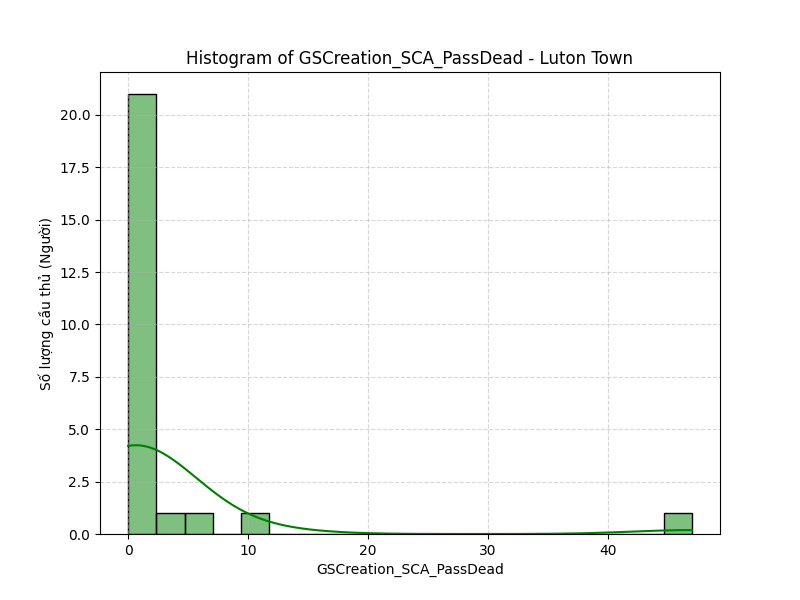 Histogram of GSCreation_SCA_PassDead - Luton Town
20.0
17.5
15.0
12.5
10.0
7.5
5.0
2.5
0.0
Số lượng cầu thủ (Người)
0 10 20 30 40
GSCreation_SCA_PassDead